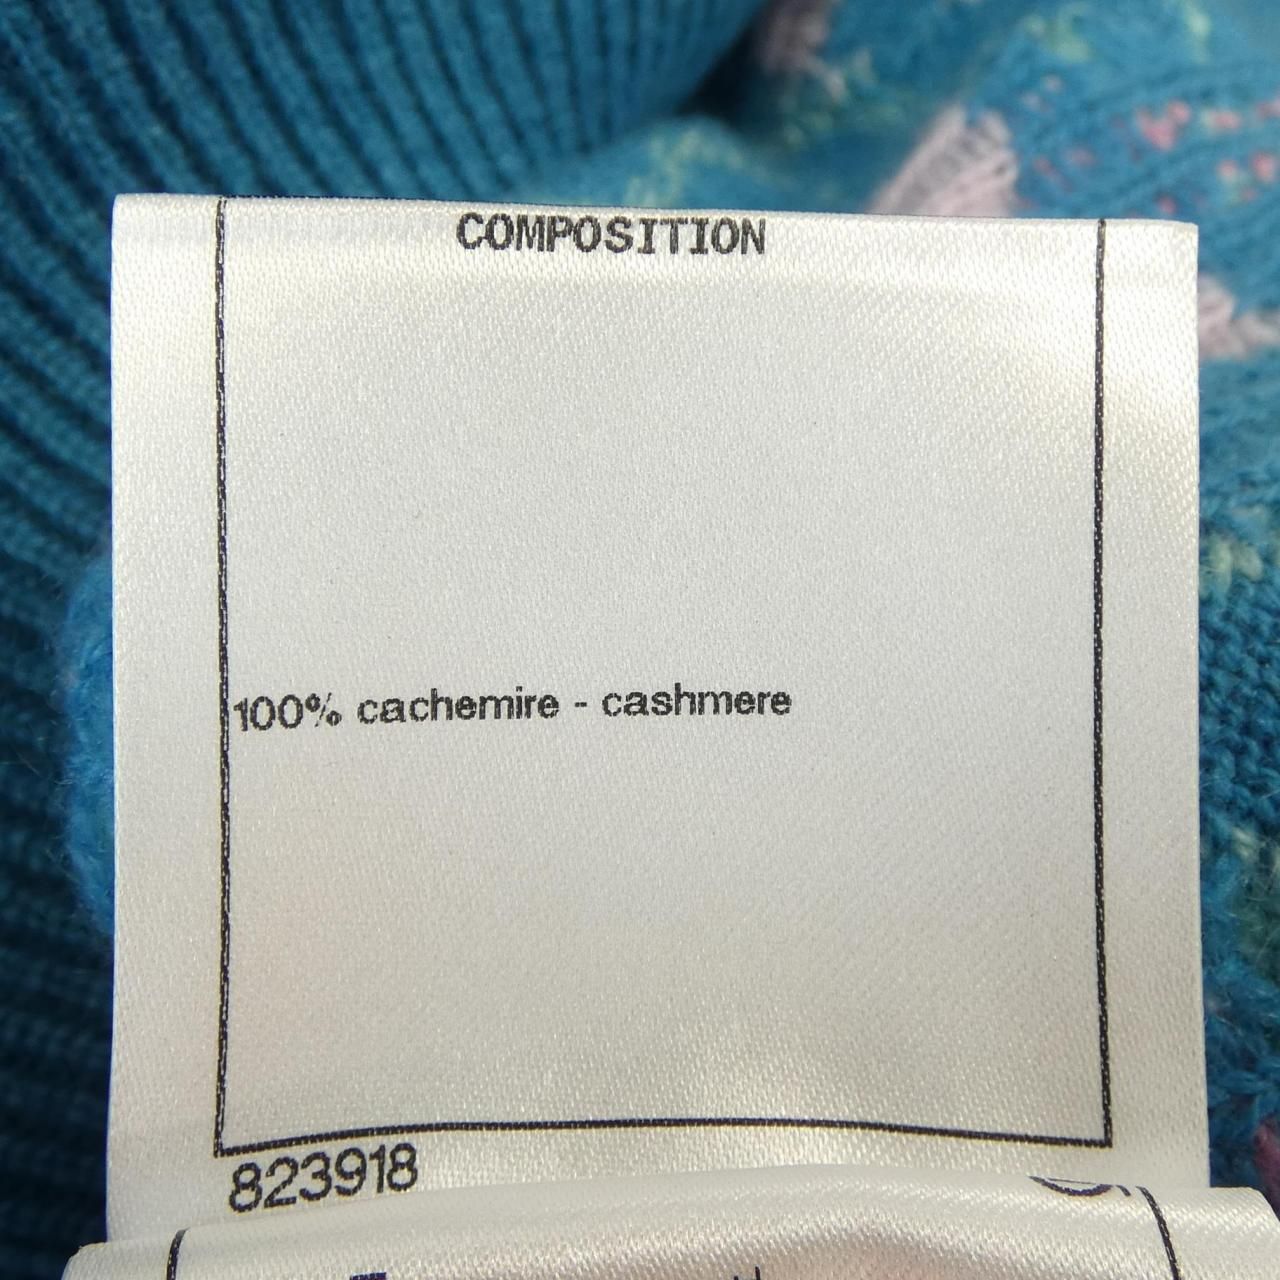 COMPOSITION
100% cachemire - cashmere
823918